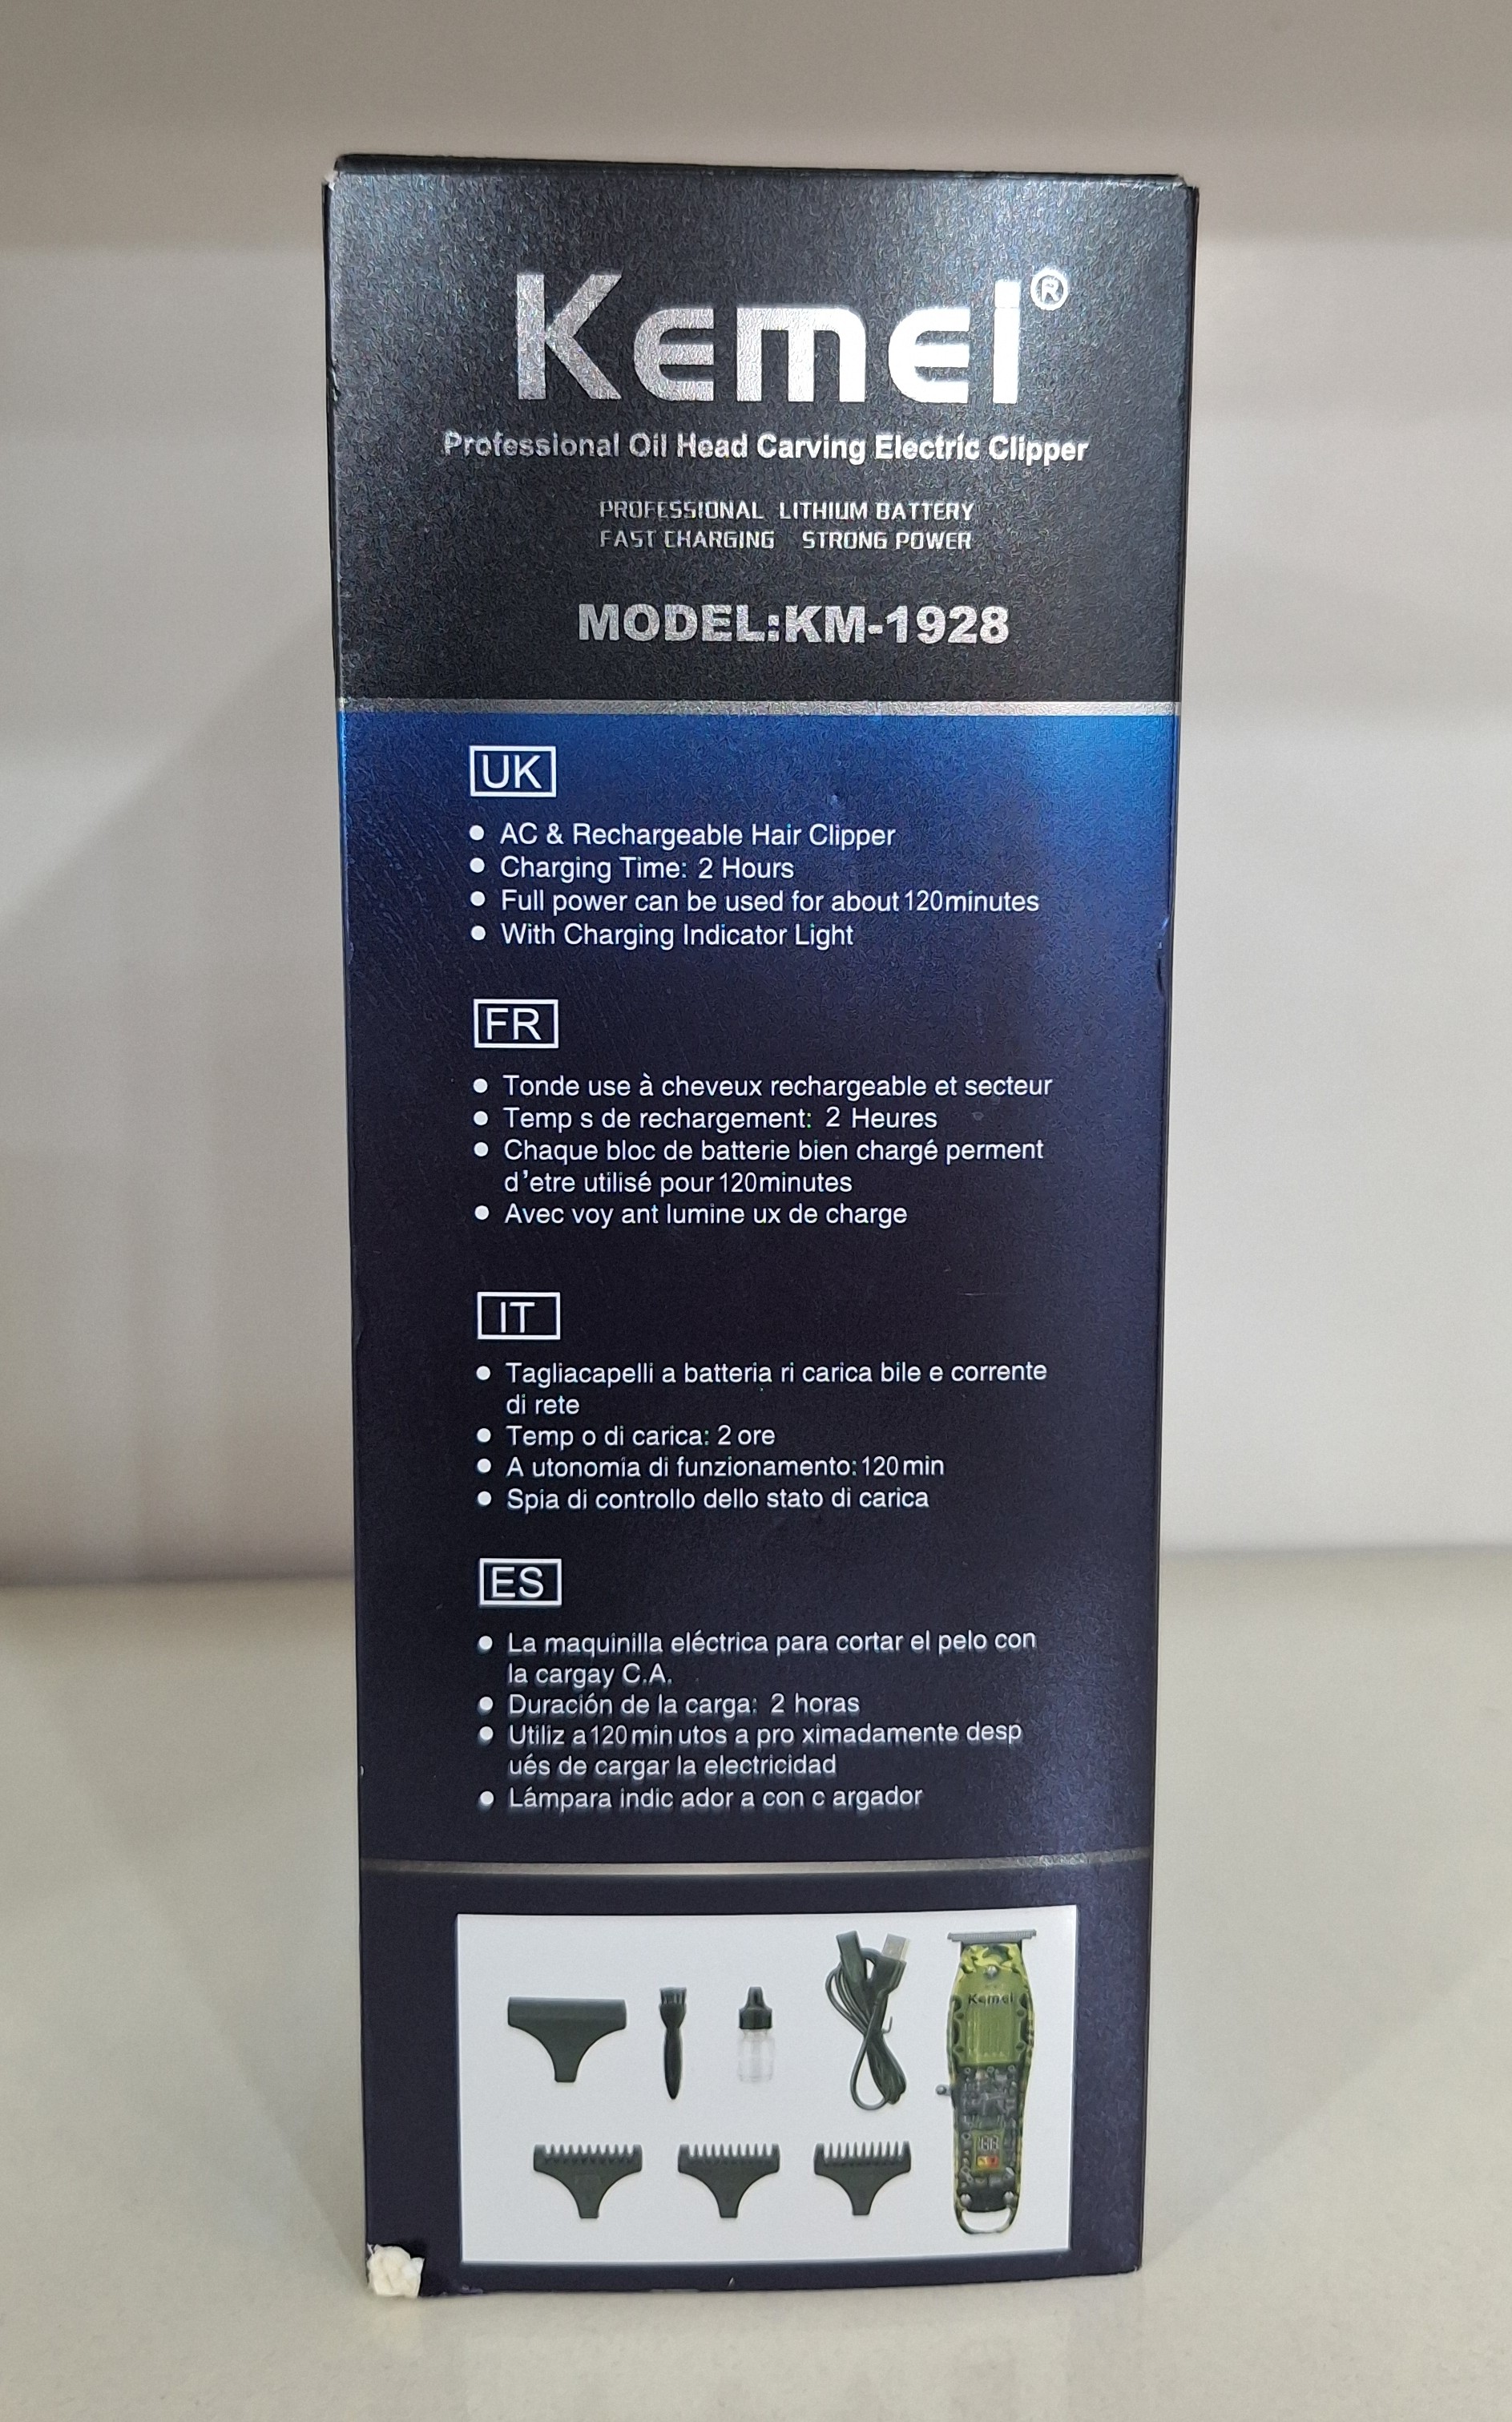 Kemei®
Professional Oil Head Carving Electric Clipper
PROFESSIONAL LITHIUM BATTERY
FAST CHARGING STRONG POWER
MODEL:KM-1928
UK
● AC & Rechargeable Hair Clipper
● Charging Time: 2 Hours
● Full power can be used for about 120minutes
● With Charging Indicator Light
FR
● Tonde use à cheveux rechargeable et secteur
● Temp s de rechargement: 2 Heures
● Chaque bloc de batterie bien chargé perment
d'etre utilisé pour 120minutes
● Avec voy ant lumine ux de charge
IT
● Tagliacapelli a batteria ri carica bile e corrente
di rete
● Temp o di carica: 2 ore
● A utonomia di funzionamento: 120 min
● Spia di controllo dello stato di carica
ES
● La maquinilla eléctrica para cortar el pelo con
la cargay C.A.
● Duración de la carga: 2 horas
● Utiliz a 120 min utos a pro ximadamente desp
ués de cargar la electricidad
● Lámpara indic ador a con c argador
Kemei